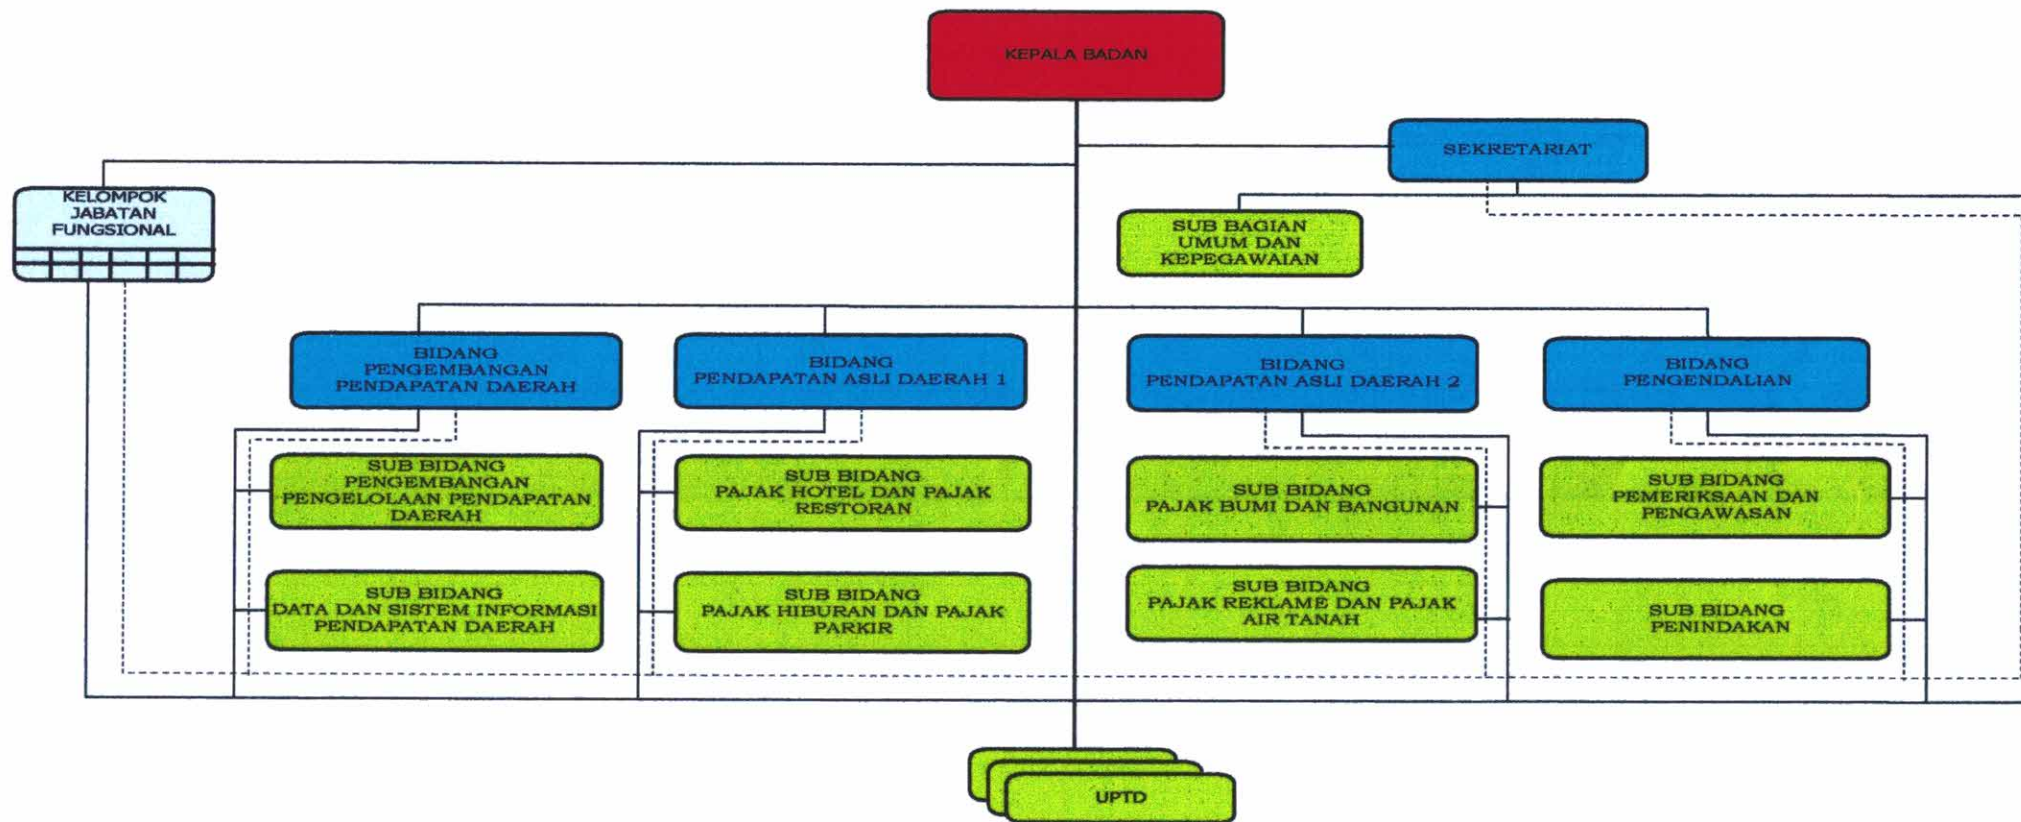 KEPALA BADAN
SEKRETARIAT
KELOMPOK
JABATAN
FUNGSIONAL
SUB BAGIAN
UMUM DAN
KEPEGAWAIAN
BIDANG
PENGEMBANGAN
PENDAPATAN DAERAH
BIDANG
PENDAPATAN ASLI DAERAH 1
BIDANG
PENDAPATAN ASLI DAERAH 2
BIDANG
PENGENDALIAN
SUB BIDANG
PENGEMBANGAN
PENGELOLAAN PENDAPATAN
DAERAH
SUB BIDANG
PAJAK HOTEL DAN PAJAK
RESTORAN
SUB BIDANG
PAJAK BUMI DAN BANGUNAN
SUB BIDANG
PEMERIKSAAN DAN
PENGAWASAN
SUB BIDANG
DATA DAN SISTEM INFORMASI
PENDAPATAN DAERAH
SUB BIDANG
PAJAK HIBURAN DAN PAJAK
PARKIR
SUB BIDANG
PAJAK REKLAME DAN PAJAK
AIR TANAH
SUB BIDANG
PENINDAKAN
UPTD